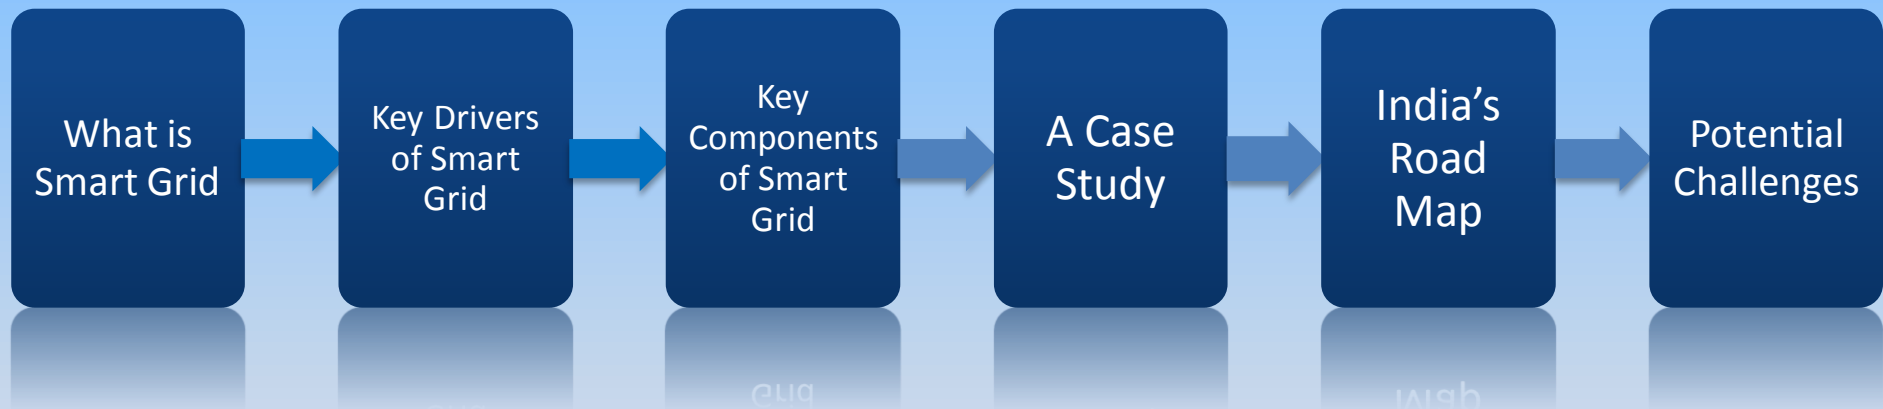 What is
Smart Grid
Key Drivers
of Smart
Grid
Key
Components
of Smart
Grid
A Case
Study
India’s
Road
Map
Potential
Challenges